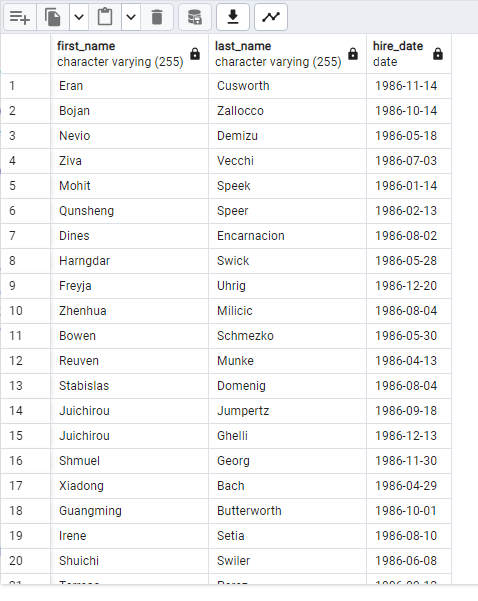 first_name last_name hire_date
character varying (255) character varying (255) date
1 Eran Cusworth 1986-11-14
2 Bojan Zallocco 1986-10-14
3 Nevio Demizu 1986-05-18
4 Ziva Vecchi 1986-07-03
5 Mohit Speek 1986-01-14
6 Qunsheng Speer 1986-02-13
7 Dines Encarnacion 1986-08-02
8 Harngdar Swick 1986-05-28
9 Freyja Uhrig 1986-12-20
10 Zhenhua Milicic 1986-08-04
11 Bowen Schmezko 1986-05-30
12 Reuven Munke 1986-04-13
13 Stabislas Domenig 1986-08-04
14 Juichirou Jumpertz 1986-09-18
15 Juichirou Ghelli 1986-12-13
16 Shmuel Georg 1986-11-30
17 Xiadong Bach 1986-04-29
18 Guangming Butterworth 1986-10-01
19 Irene Setia 1986-08-10
20 Shuichi Swiler 1986-06-08